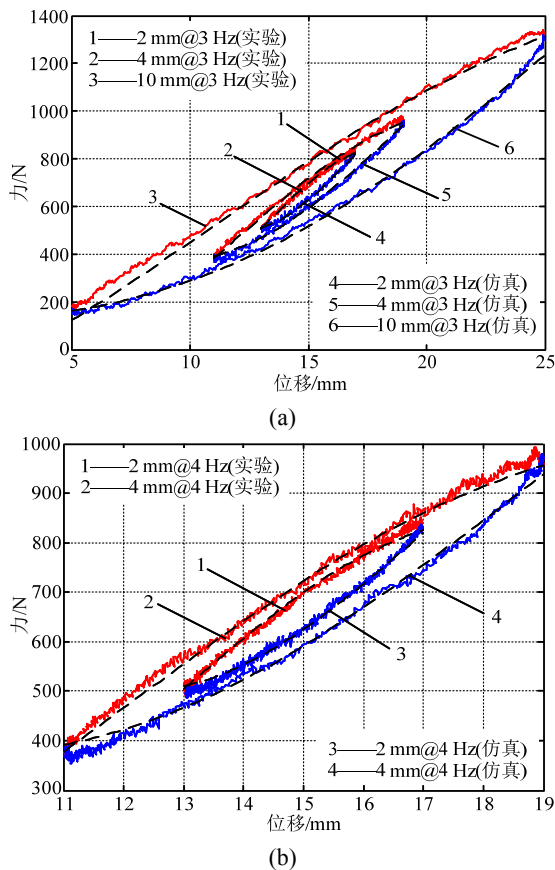 1400
1200
1000
800
600
400
200
0
力/N
1——2 mm@3 Hz(实验)
2——4 mm@3 Hz(实验)
3——10 mm@3 Hz(实验)
1
2
3
6
5
4
4——2 mm@3 Hz(仿真)
5——4 mm@3 Hz(仿真)
6——10 mm@3 Hz(仿真)
5 10 15 20 25
位移/mm
(a)
1000
900
800
700
600
500
400
300
力/N
1——2 mm@4 Hz(实验)
2——4 mm@4 Hz(实验)
1
2
4
3
3——2 mm@4 Hz(仿真)
4——4 mm@4 Hz(仿真)
11 12 13 14 15 16 17 18 19
位移/mm
(b)